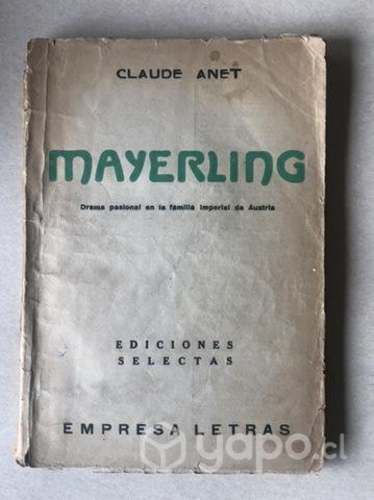 CLAUDE ANET
MAYERLING
Drama pasional en la familia imperial de Austria
EDICIONES
SELECTAS
EMPRESA LETRAS
yapo.cl